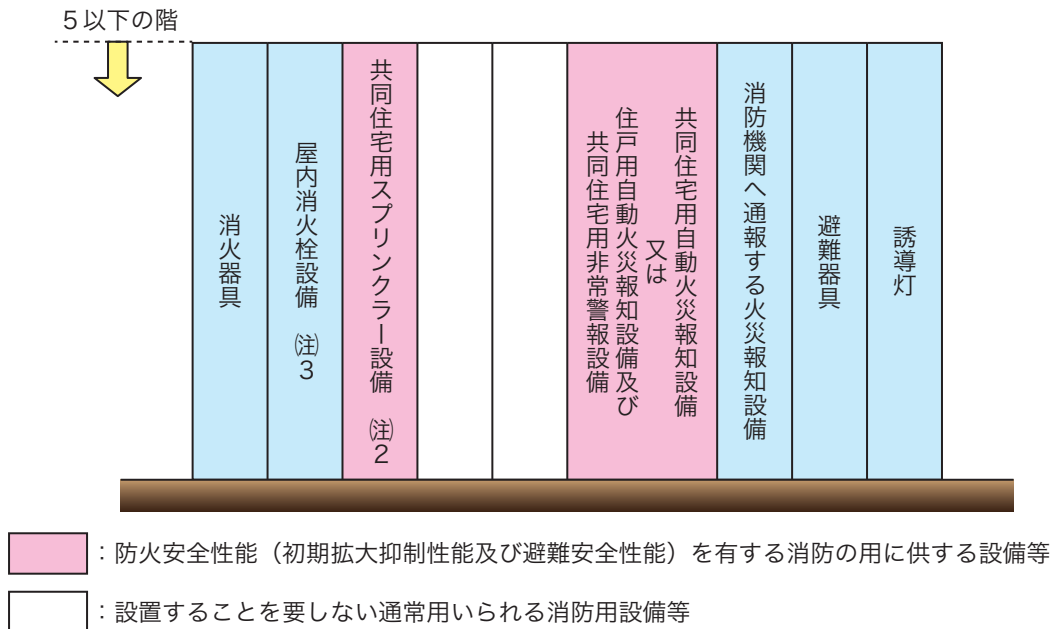 5以下の階
消火器具
屋内消火栓設備 ㊟3
共同住宅用スプリンクラー設備 ㊟2
共同住宅用自動火災報知設備
又は
住戸用自動火災報知設備及び
共同住宅用非常警報設備
消防機関へ通報する火災報知設備
避難器具
誘導灯
：防火安全性能（初期拡大抑制性能及び避難安全性能）を有する消防の用に供する設備等
：設置することを要しない通常用いられる消防用設備等